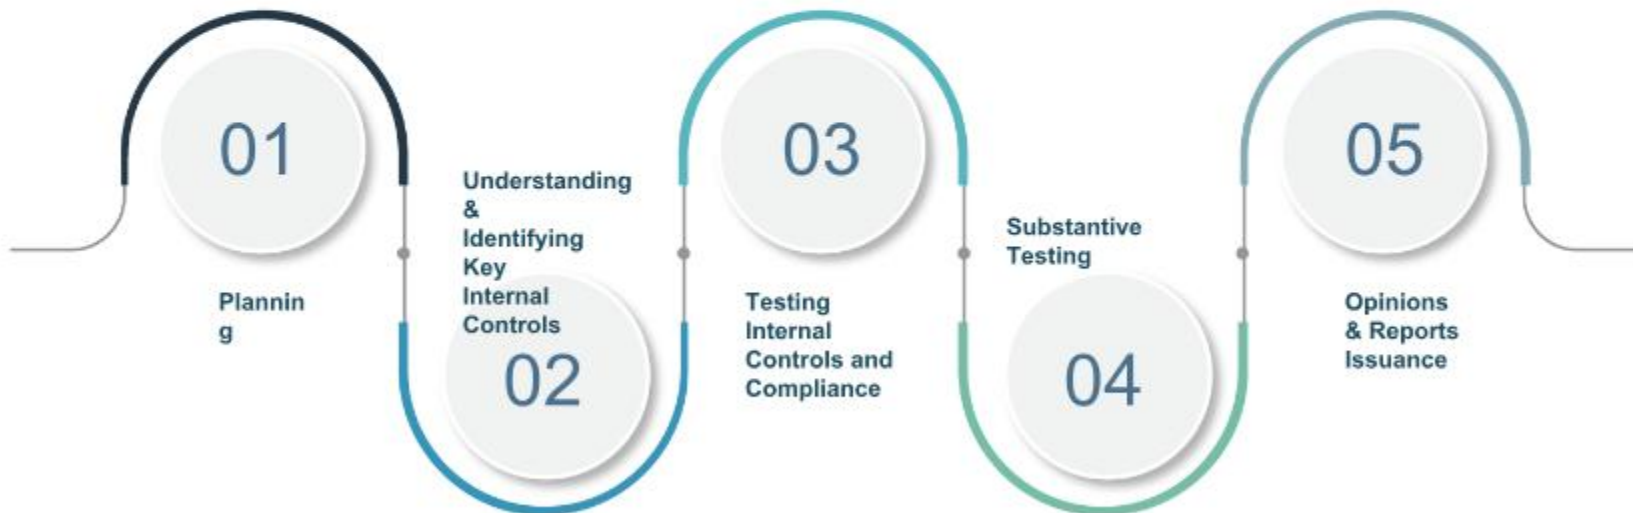 01
Plannin
g
Understanding
&
Identifying
Key
Internal
Controls
02
03
Testing
Internal
Controls and
Compliance
Substantive
Testing
04
05
Opinions
& Reports
Issuance